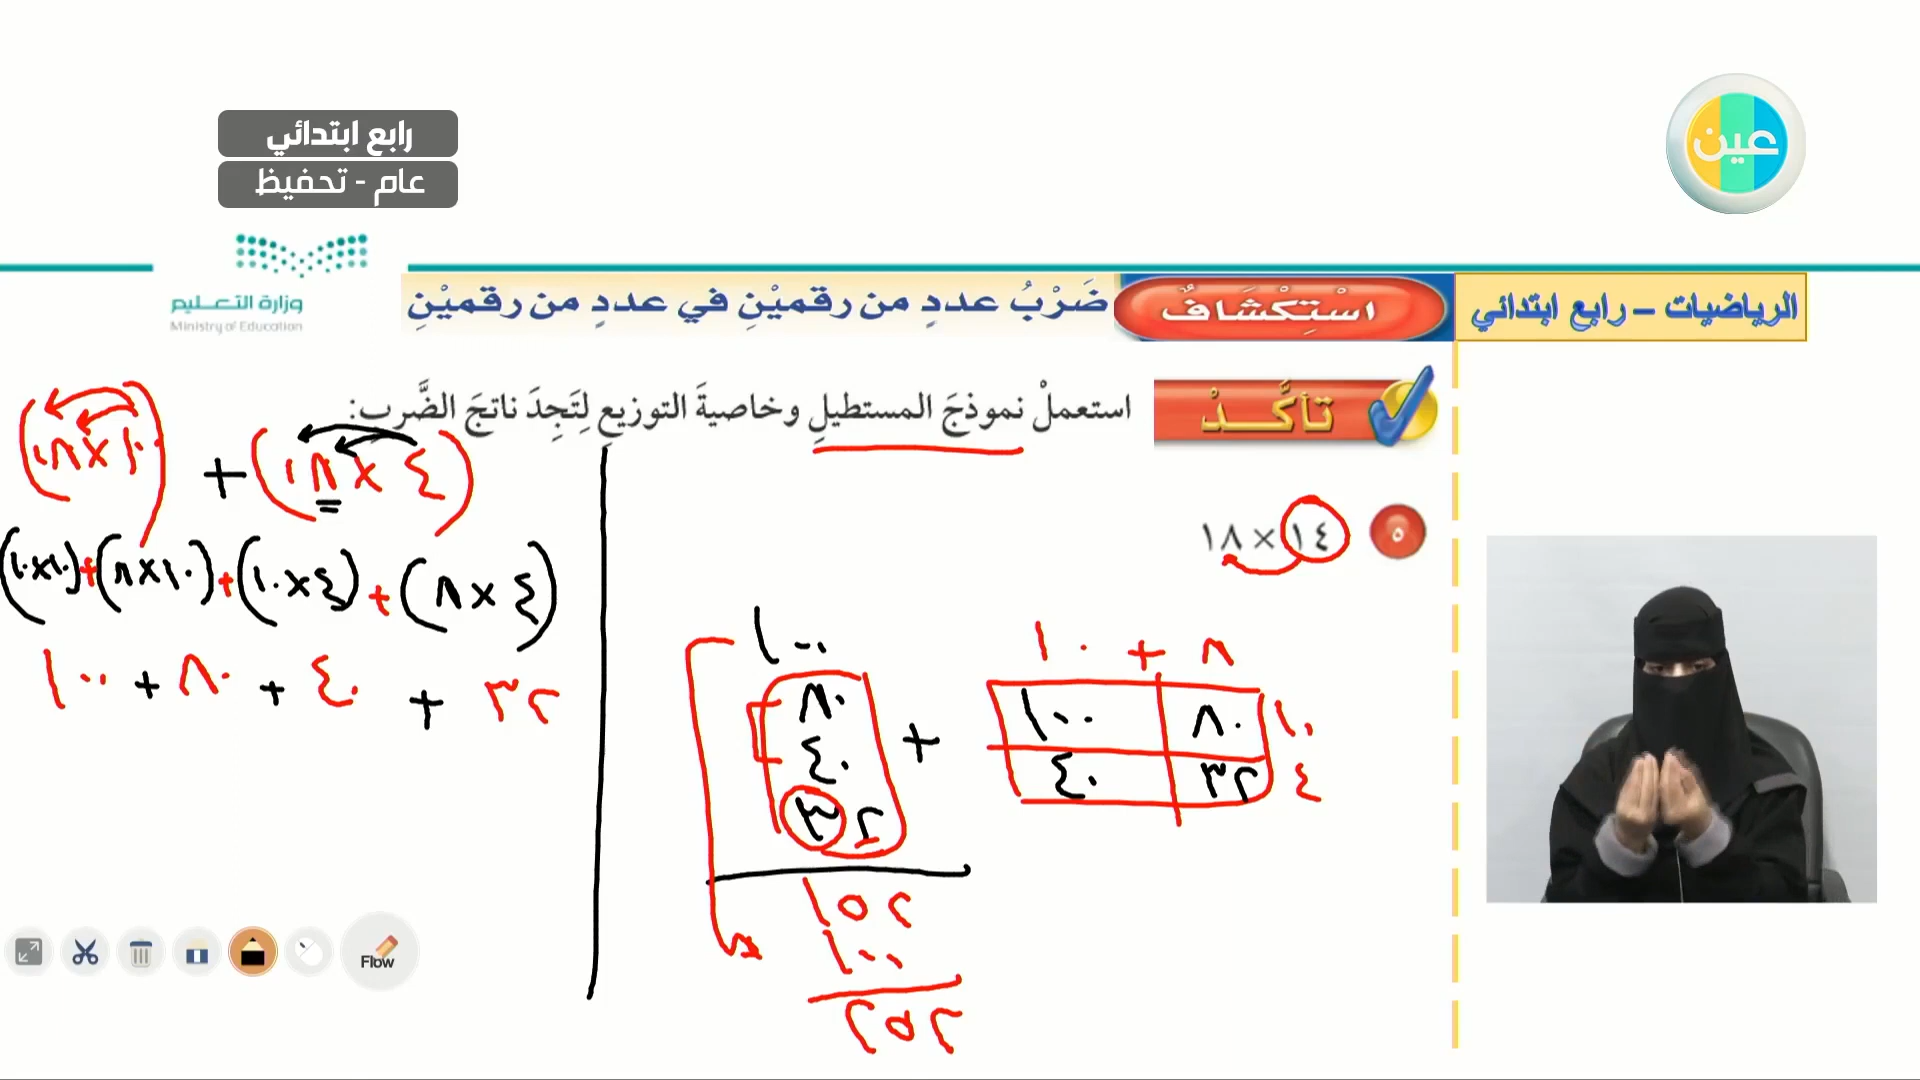 رابع ابتدائي
عام - تحفيظ
عين
وزارة التعليم
Ministry of Education
الرياضيات – رابع ابتدائي
اسْتِكْشَافٌ
ضَرْبُ عددٍ من رقميْنِ في عددٍ من رقميْنِ
تأكَّدْ
استعملْ نموذجَ المستطيلِ وخاصيةَ التوزيعِ لِتَجِدَ ناتجَ الضَّربِ:
٥ ١٤ × ١٨
١٠ + ٨
١٠٠ ٨٠ ١٠
٤٠ ٣٢ ٤
+
١٠٠
٨٠
٤٠
٣٢
١٥٢
١٠٠
٢٥٢
(١٨×١٠) + (١٨×٤)
(١٠×١٠) + (٨×١٠) + (١٠×٤) + (٨×٤)
١٠٠ + ٨٠ + ٤٠ + ٣٢
Flow